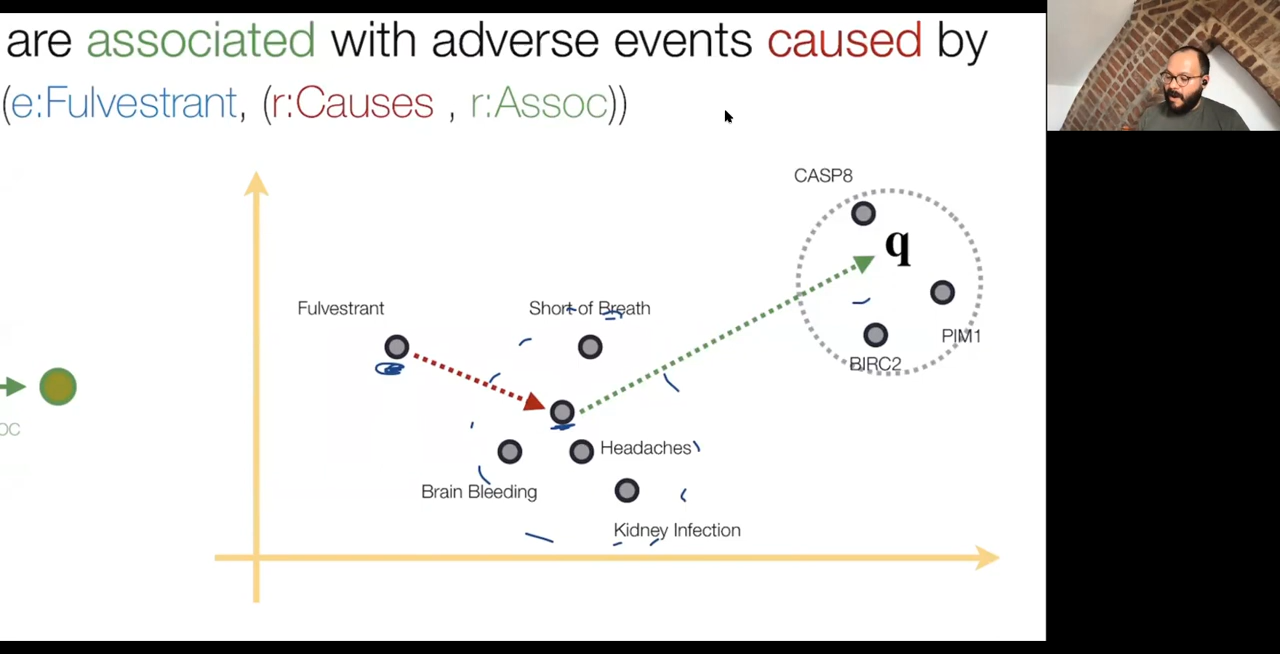 are associated with adverse events caused by
(e:Fulvestrant, (r:Causes , r:Assoc))
CASP8
q
Fulvestrant
Short of Breath
PIM1
BIRC2
oc
Headaches
Brain Bleeding
Kidney Infection